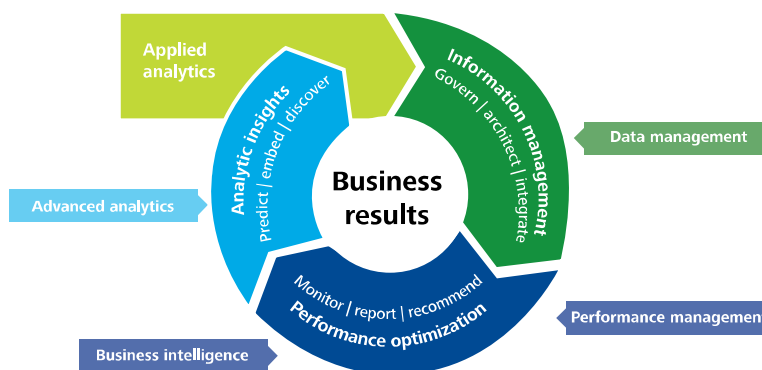 Applied
analytics
Information management
Govern | architect | integrate
Data management
Analytic insights
Predict | embed | discover
Advanced analytics
Business
results
Monitor | report | recommend
Performance optimization
Performance managemen
Business intelligence